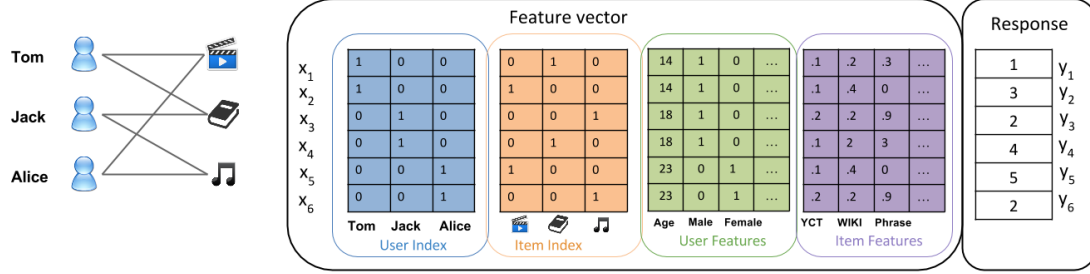 Feature vector
Response
Tom
Jack
Alice
x1 1 0 0 0 1 0 14 1 0 ... .1 .2 .3 ... 1 y1
x2 1 0 0 1 0 0 14 1 0 ... .1 .4 0 ... 3 y2
x3 0 1 0 0 0 1 18 1 0 ... .2 .2 .9 ... 2 y3
x4 0 1 0 0 1 0 18 1 0 ... .1 2 3 ... 4 y4
x5 0 0 1 1 0 0 23 0 1 ... .1 .4 0 ... 5 y5
x6 0 0 1 0 0 1 23 0 1 ... .2 .2 .9 ... 2 y6
Tom Jack Alice Age Male Female YCT WIKI Phrase
User Index Item Index User Features Item Features